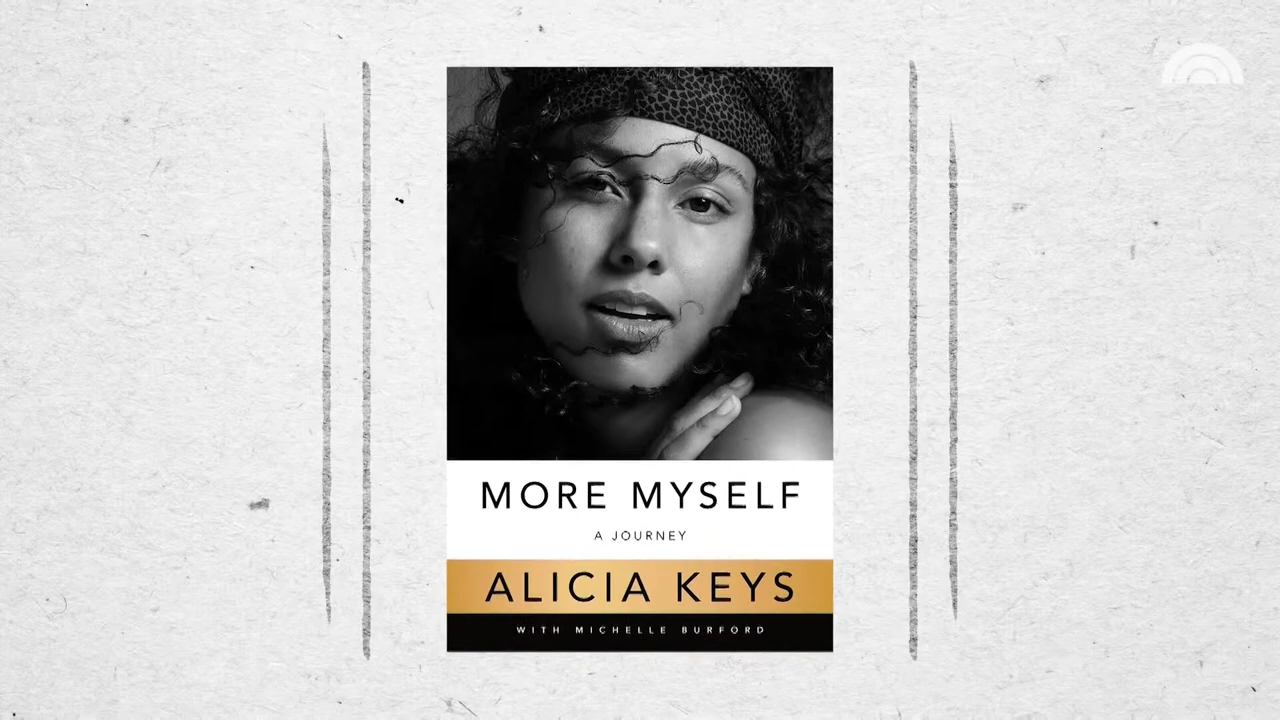 MORE MYSELF
A JOURNEY
ALICIA KEYS
WITH MICHELLE BURFORD